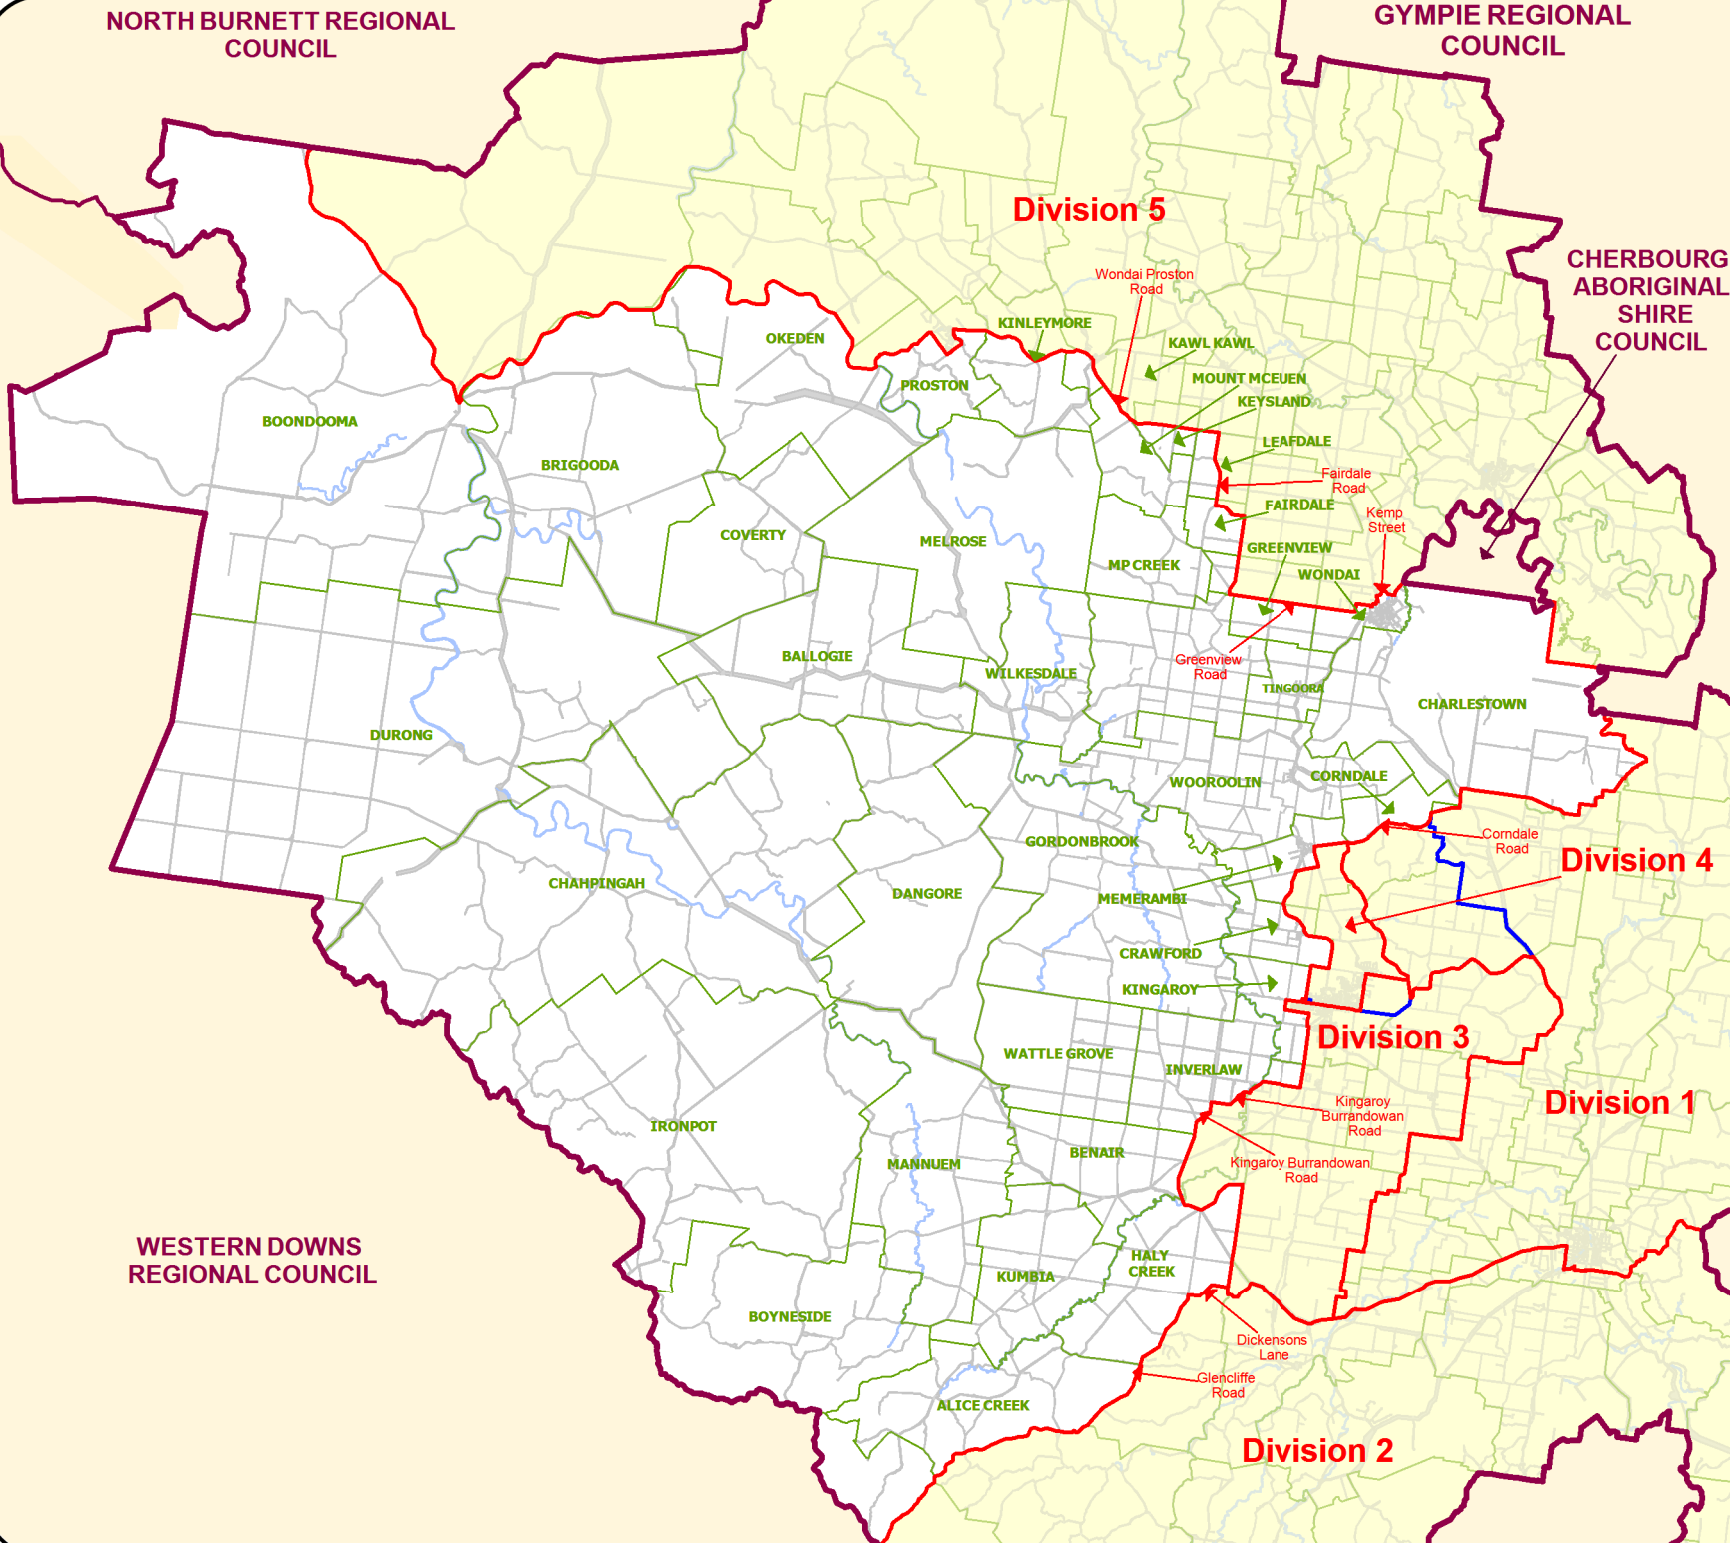 NORTH BURNETT REGIONAL
COUNCIL
GYMPIE REGIONAL
COUNCIL
Division 5
CHERBOURG
ABORIGINAL
SHIRE
COUNCIL
Wondai Proston
Road
KINLEYMORE
OKEDEN
KAWL KAWL
PROSTON
MOUNT MCEUEN
KEYSLAND
BOONDOOMA
LEAFDALE
BRIGOODA
Fairdale
Road
FAIRDALE
Kemp
Street
COVERTY
MELROSE
GREENVIEW
MP CREEK
WONDAI
BALLOGIE
Greenview
Road
WILKESDALE
TINGOORA
CHARLESTOWN
DURONG
WOOROOLIN
CORNDALE
GORDONBROOK
Corndale
Road
Division 4
CHAHPINGAH
DANGORE
MEMERAMBI
CRAWFORD
KINGAROY
Division 3
WATTLE GROVE
INVERLAW
Division 1
Kingaroy
Burrandowan
Road
IRONPOT
BENAIR
MANNUEM
Kingaroy Burrandowan
Road
WESTERN DOWNS
REGIONAL COUNCIL
HALY
CREEK
KUMBIA
BOYNESIDE
Dickensons
Lane
Glencliffe
Road
ALICE CREEK
Division 2